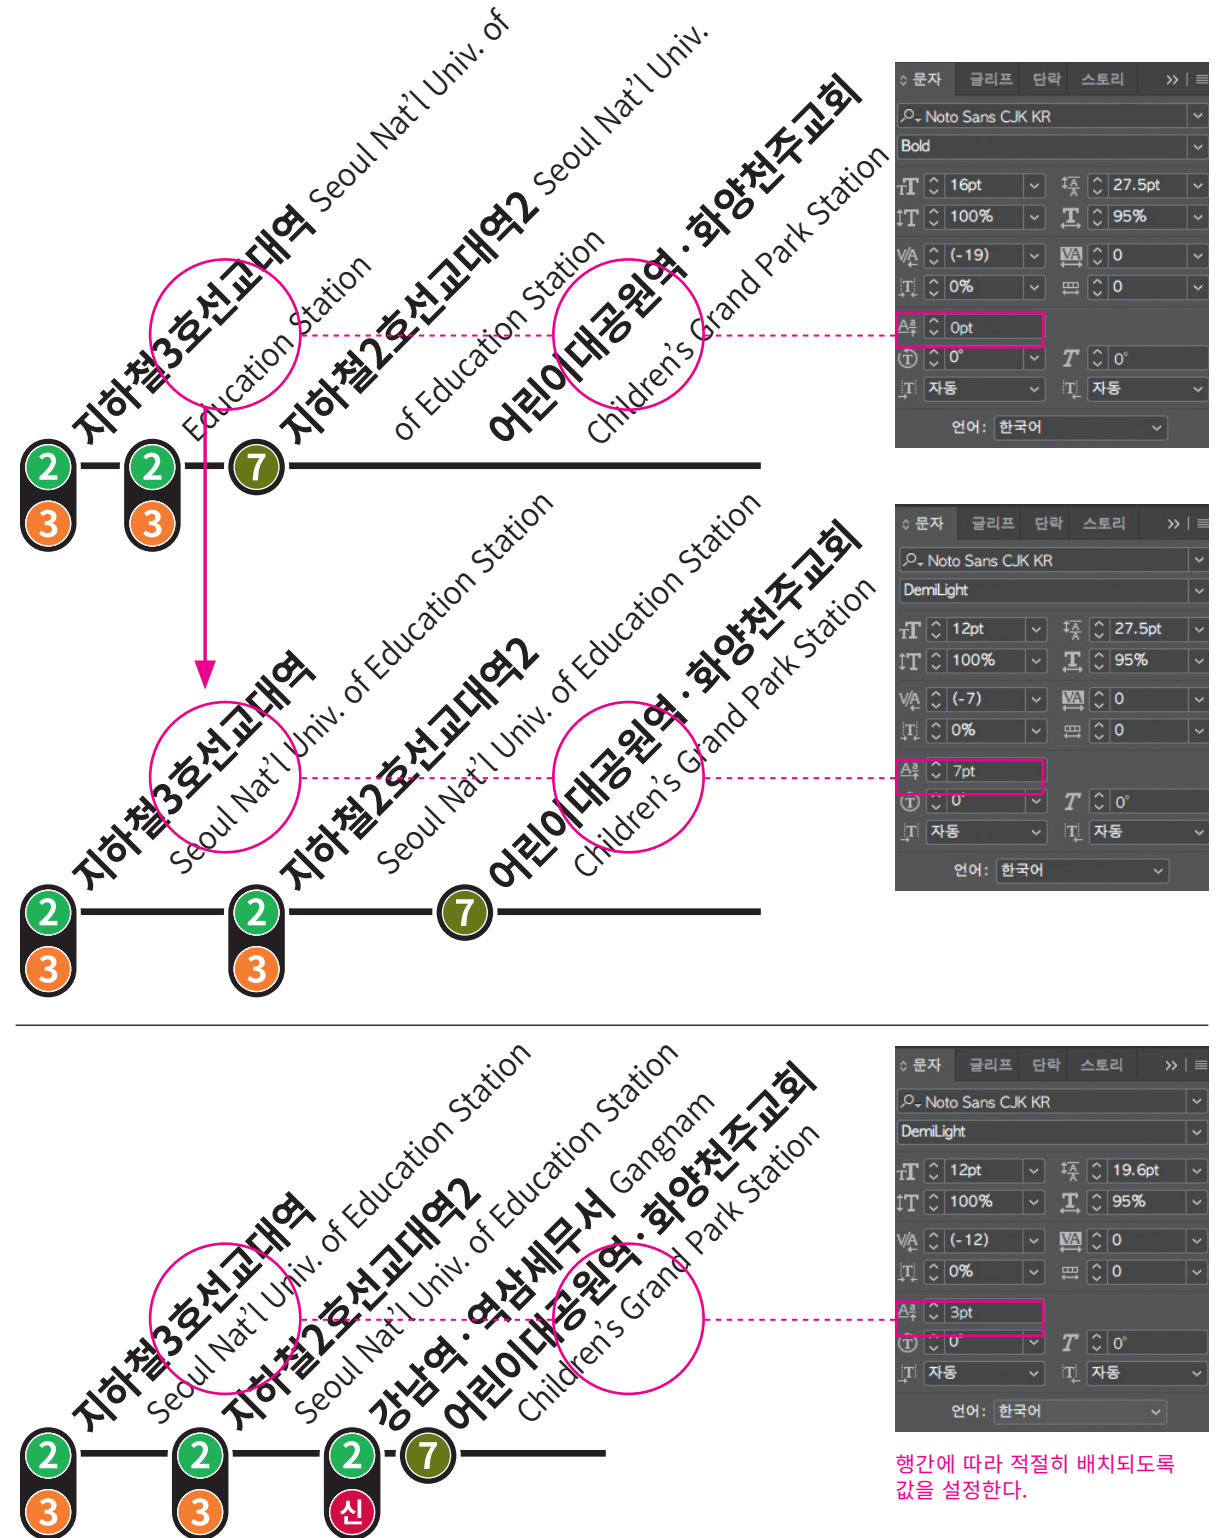 지하철3호선교대역 Seoul Nat'l Univ. of
Education Station
지하철2호선교대역2 Seoul Nat'l Univ.
of Education Station
어린이대공원역·화양천주교회
Children's Grand Park Station
2
3
2
3
7
문자 글리프 단락 스토리
Noto Sans CJK KR
Bold
16pt 27.5pt
100% 95%
(-19) 0
0% 0
0pt
0° 0°
자동 자동
언어: 한국어
지하철3호선교대역
Seoul Nat'l Univ. of Education Station
지하철2호선교대역2
Seoul Nat'l Univ. of Education Station
어린이대공원역·화양천주교회
Children's Grand Park Station
2
3
2
3
7
문자 글리프 단락 스토리
Noto Sans CJK KR
DemiLight
12pt 27.5pt
100% 95%
(-7) 0
0% 0
7pt
0° 0°
자동 자동
언어: 한국어
지하철3호선교대역
Seoul Nat'l Univ. of Education Station
지하철2호선교대역2
Seoul Nat'l Univ. of Education Station
강남역·역삼세무서 Gangnam
어린이대공원역·화양천주교회
Children's Grand Park Station
2
3
2
3
2
신
7
문자 글리프 단락 스토리
Noto Sans CJK KR
DemiLight
12pt 19.6pt
100% 95%
(-12) 0
0% 0
3pt
0° 0°
자동 자동
언어: 한국어
행간에 따라 적절히 배치되도록
값을 설정한다.